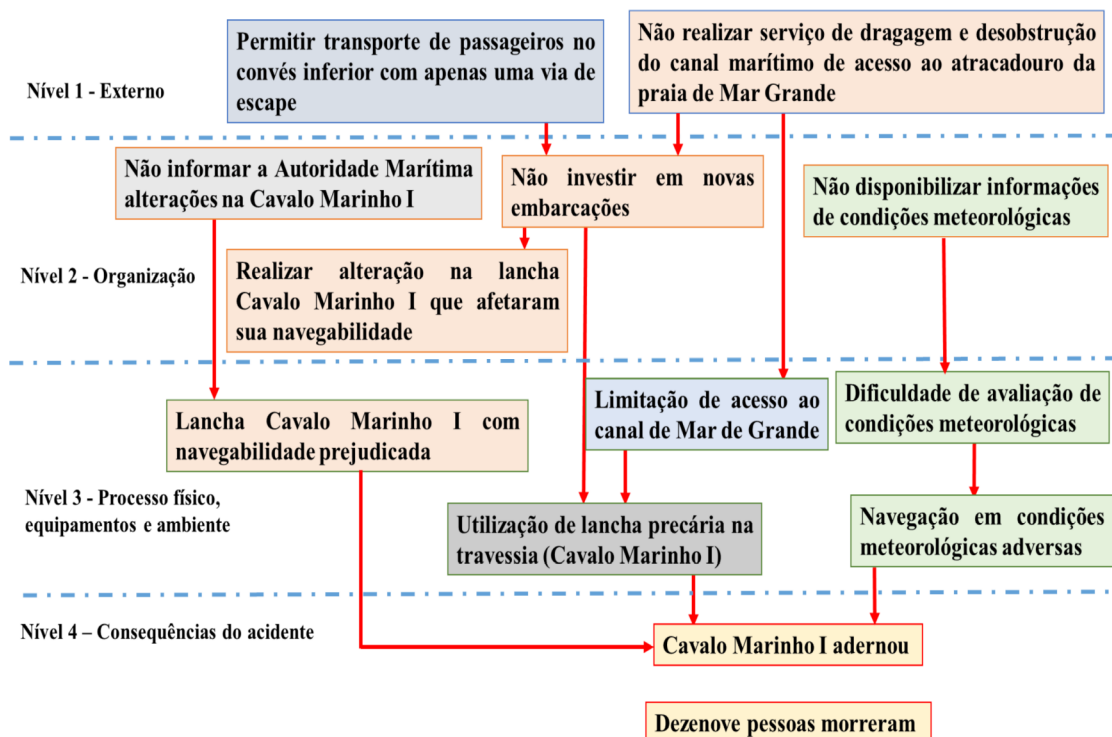 Permitir transporte de passageiros no
convés inferior com apenas uma via de
escape
Não realizar serviço de dragagem e desobstrução
do canal marítimo de acesso ao atracadouro da
praia de Mar Grande
Nível 1 - Externo
Não informar a Autoridade Marítima
alterações na Cavalo Marinho I
Não investir em novas
embarcações
Não disponibilizar informações
de condições meteorológicas
Nível 2 - Organização
Realizar alteração na lancha
Cavalo Marinho I que afetaram
sua navegabilidade
Lancha Cavalo Marinho I com
navegabilidade prejudicada
Limitação de acesso ao
canal de Mar de Grande
Dificuldade de avaliação de
condições meteorológicas
Nível 3 - Processo físico,
equipamentos e ambiente
Utilização de lancha precária na
travessia (Cavalo Marinho I)
Navegação em condições
meteorológicas adversas
Nível 4 – Consequências do acidente
Cavalo Marinho I adernou
Dezenove pessoas morreram